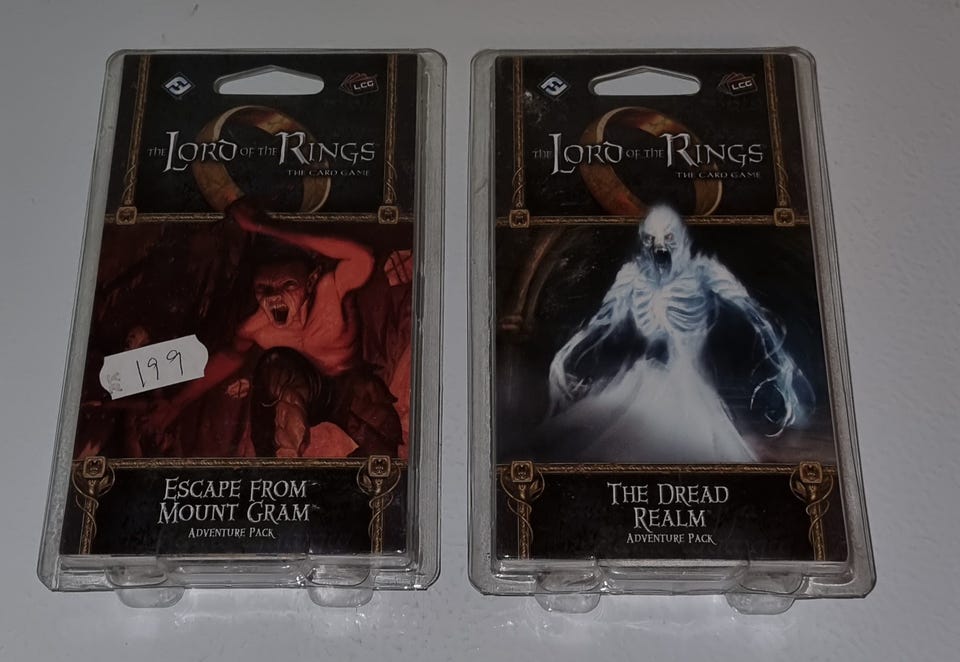 LCG
THE LORD OF THE RINGS
THE CARD GAME
199
ESCAPE FROM
MOUNT GRAM
ADVENTURE PACK
LCG
THE LORD OF THE RINGS
THE CARD GAME
THE DREAD
REALM
ADVENTURE PACK